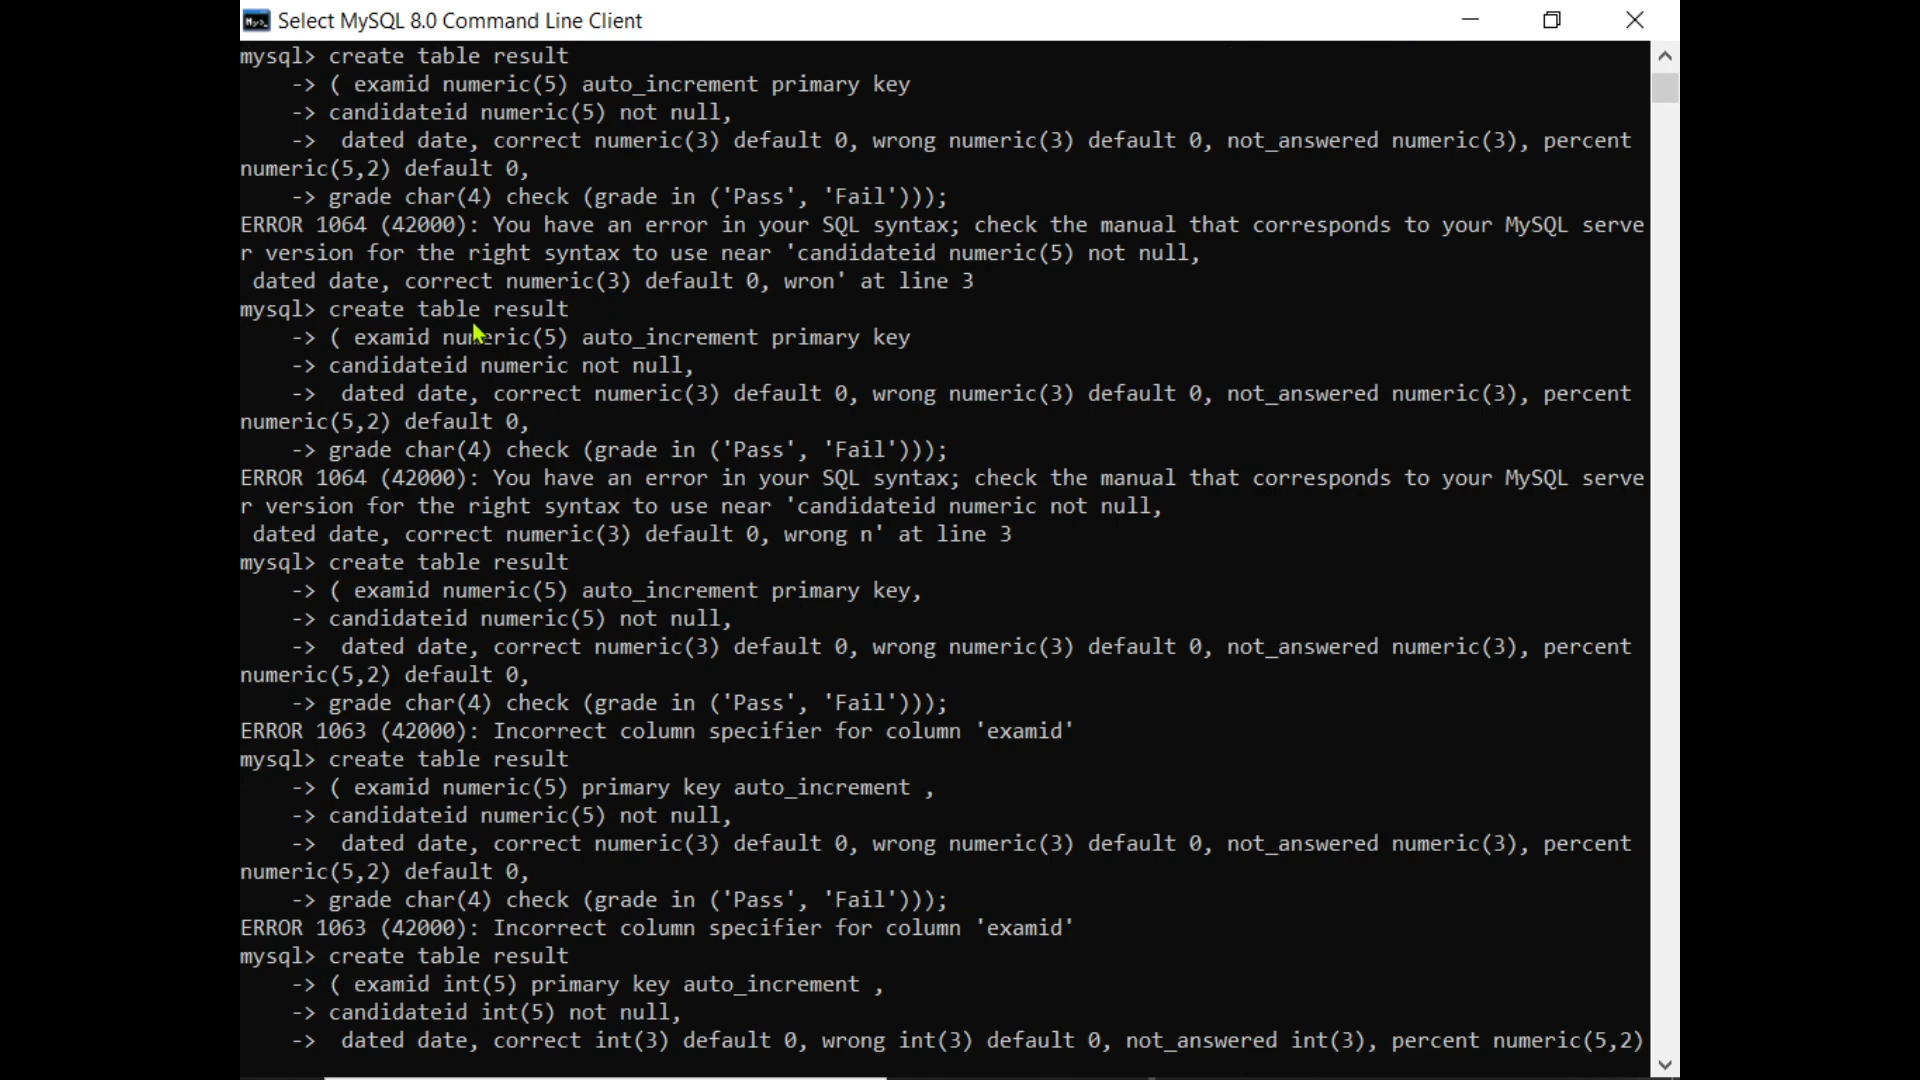 Select MySQL 8.0 Command Line Client
mysql> create table result
    -> ( examid numeric(5) auto_increment primary key
    -> candidateid numeric(5) not null,
    ->  dated date, correct numeric(3) default 0, wrong numeric(3) default 0, not_answered numeric(3), percent
numeric(5,2) default 0,
    -> grade char(4) check (grade in ('Pass', 'Fail')));
ERROR 1064 (42000): You have an error in your SQL syntax; check the manual that corresponds to your MySQL serve
r version for the right syntax to use near 'candidateid numeric(5) not null,
 dated date, correct numeric(3) default 0, wron' at line 3
mysql> create table result
    -> ( examid numeric(5) auto_increment primary key
    -> candidateid numeric not null,
    ->  dated date, correct numeric(3) default 0, wrong numeric(3) default 0, not_answered numeric(3), percent
numeric(5,2) default 0,
    -> grade char(4) check (grade in ('Pass', 'Fail')));
ERROR 1064 (42000): You have an error in your SQL syntax; check the manual that corresponds to your MySQL serve
r version for the right syntax to use near 'candidateid numeric not null,
 dated date, correct numeric(3) default 0, wrong n' at line 3
mysql> create table result
    -> ( examid numeric(5) auto_increment primary key,
    -> candidateid numeric(5) not null,
    ->  dated date, correct numeric(3) default 0, wrong numeric(3) default 0, not_answered numeric(3), percent
numeric(5,2) default 0,
    -> grade char(4) check (grade in ('Pass', 'Fail')));
ERROR 1063 (42000): Incorrect column specifier for column 'examid'
mysql> create table result
    -> ( examid numeric(5) primary key auto_increment ,
    -> candidateid numeric(5) not null,
    ->  dated date, correct numeric(3) default 0, wrong numeric(3) default 0, not_answered numeric(3), percent
numeric(5,2) default 0,
    -> grade char(4) check (grade in ('Pass', 'Fail')));
ERROR 1063 (42000): Incorrect column specifier for column 'examid'
mysql> create table result
    -> ( examid int(5) primary key auto_increment ,
    -> candidateid int(5) not null,
    ->  dated date, correct int(3) default 0, wrong int(3) default 0, not_answered int(3), percent numeric(5,2)